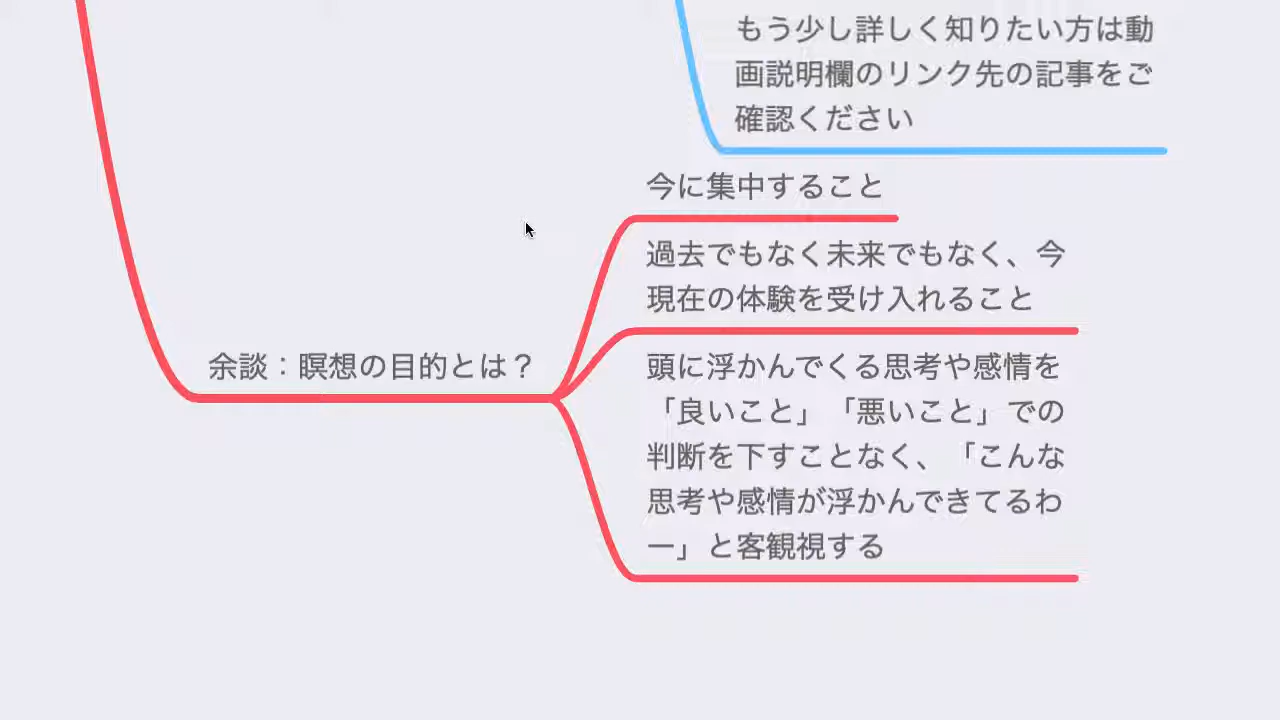 もう少し詳しく知りたい方は動
画説明欄のリンク先の記事をご
確認ください
今に集中すること
過去でもなく未来でもなく、今
現在の体験を受け入れること
余談：瞑想の目的とは？
頭に浮かんでくる思考や感情を
「良いこと」「悪いこと」での
判断を下すことなく、「こんな
思考や感情が浮かんできてるわ
ー」と客観視する